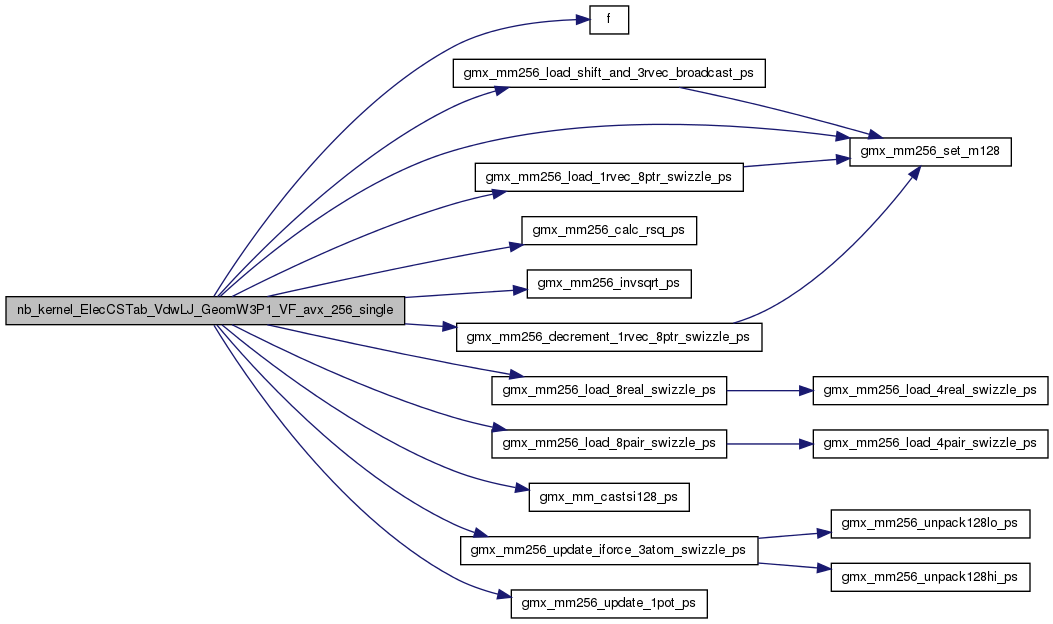 f
gmx_mm256_load_shift_and_3rvec_broadcast_ps
gmx_mm256_set_m128
gmx_mm256_load_1rvec_8ptr_swizzle_ps
gmx_mm256_calc_rsq_ps
gmx_mm256_invsqrt_ps
nb_kernel_ElecCSTab_VdwLJ_GeomW3P1_VF_avx_256_single
gmx_mm256_decrement_1rvec_8ptr_swizzle_ps
gmx_mm256_load_8real_swizzle_ps
gmx_mm256_load_4real_swizzle_ps
gmx_mm256_load_8pair_swizzle_ps
gmx_mm256_load_4pair_swizzle_ps
gmx_mm_castsi128_ps
gmx_mm256_unpack128lo_ps
gmx_mm256_update_iforce_3atom_swizzle_ps
gmx_mm256_unpack128hi_ps
gmx_mm256_update_1pot_ps